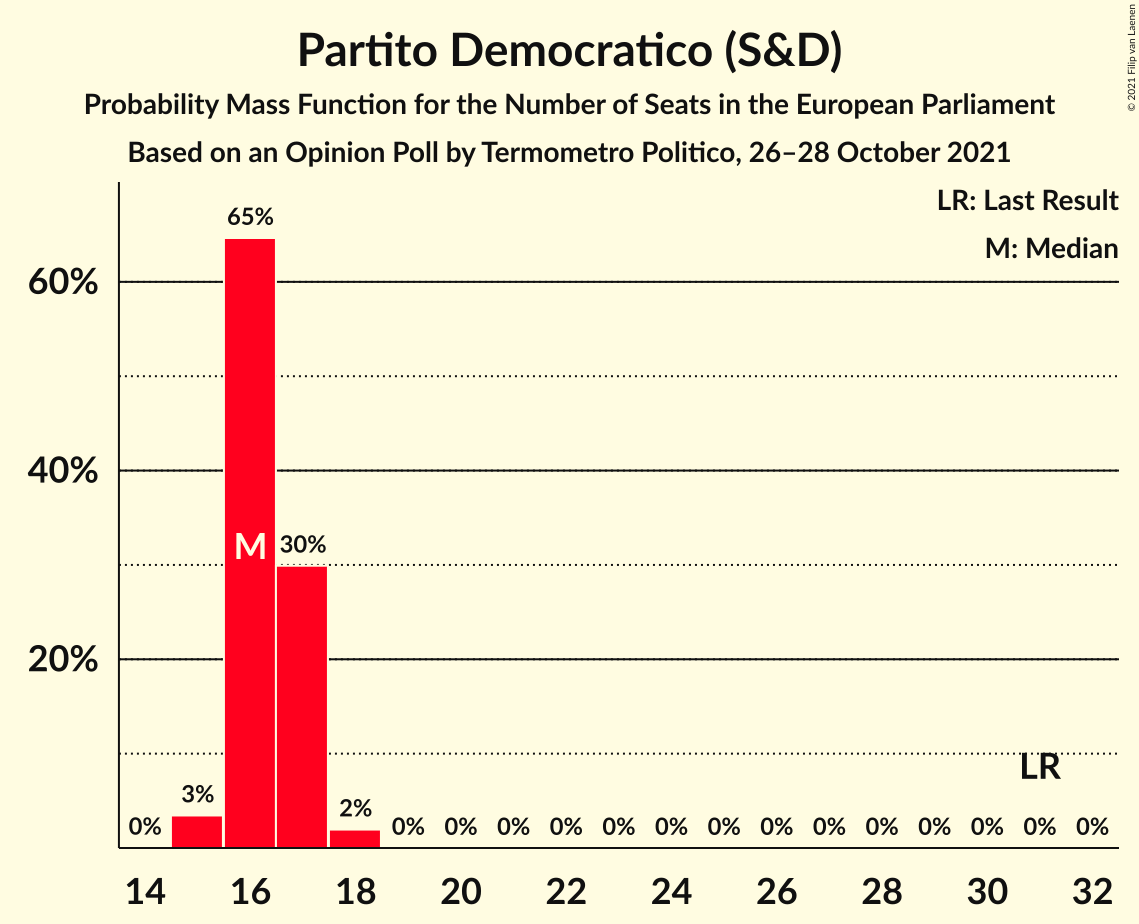 Partito Democratico (S&D)
Probability Mass Function for the Number of Seats in the European Parliament
Based on an Opinion Poll by Termometro Politico, 26–28 October 2021
© 2021 Filip van Laenen
LR: Last Result
M: Median
60%
40%
20%
0% 3% 65% 30% 2% 0% 0% 0% 0% 0% 0% 0% 0% 0% 0% 0% 0% 0% 0%
M
LR
14 16 18 20 22 24 26 28 30 32